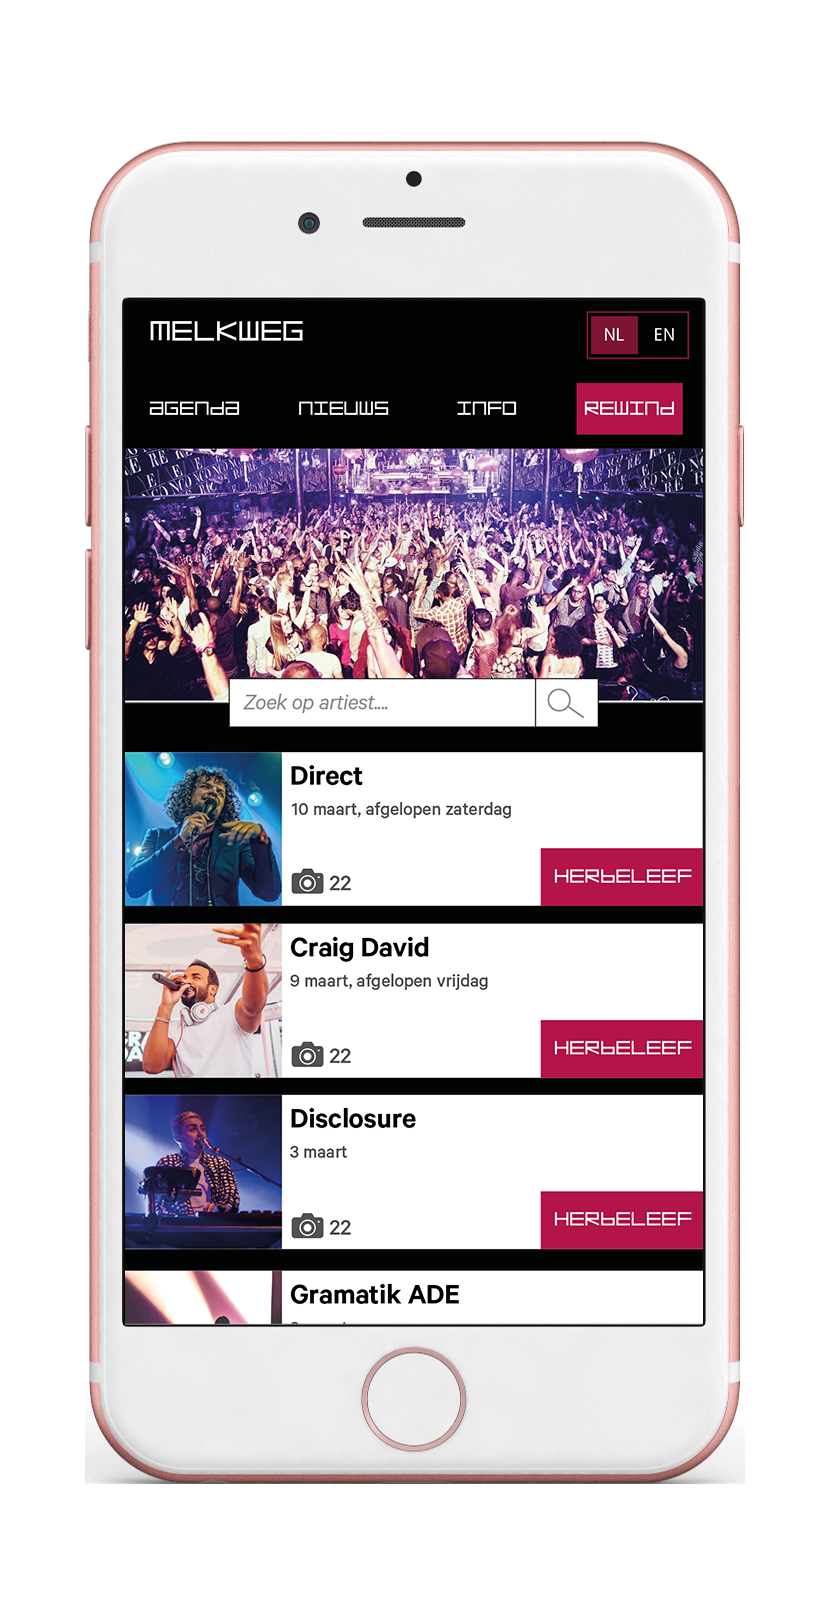 MELKWEG
NL EN
AGENDA NIEUWS INFO REWIND
Zoek op artiest....
Direct
10 maart, afgelopen zaterdag
22
HERBELEEF
Craig David
9 maart, afgelopen vrijdag
22
HERBELEEF
Disclosure
3 maart
22
HERBELEEF
Gramatik ADE